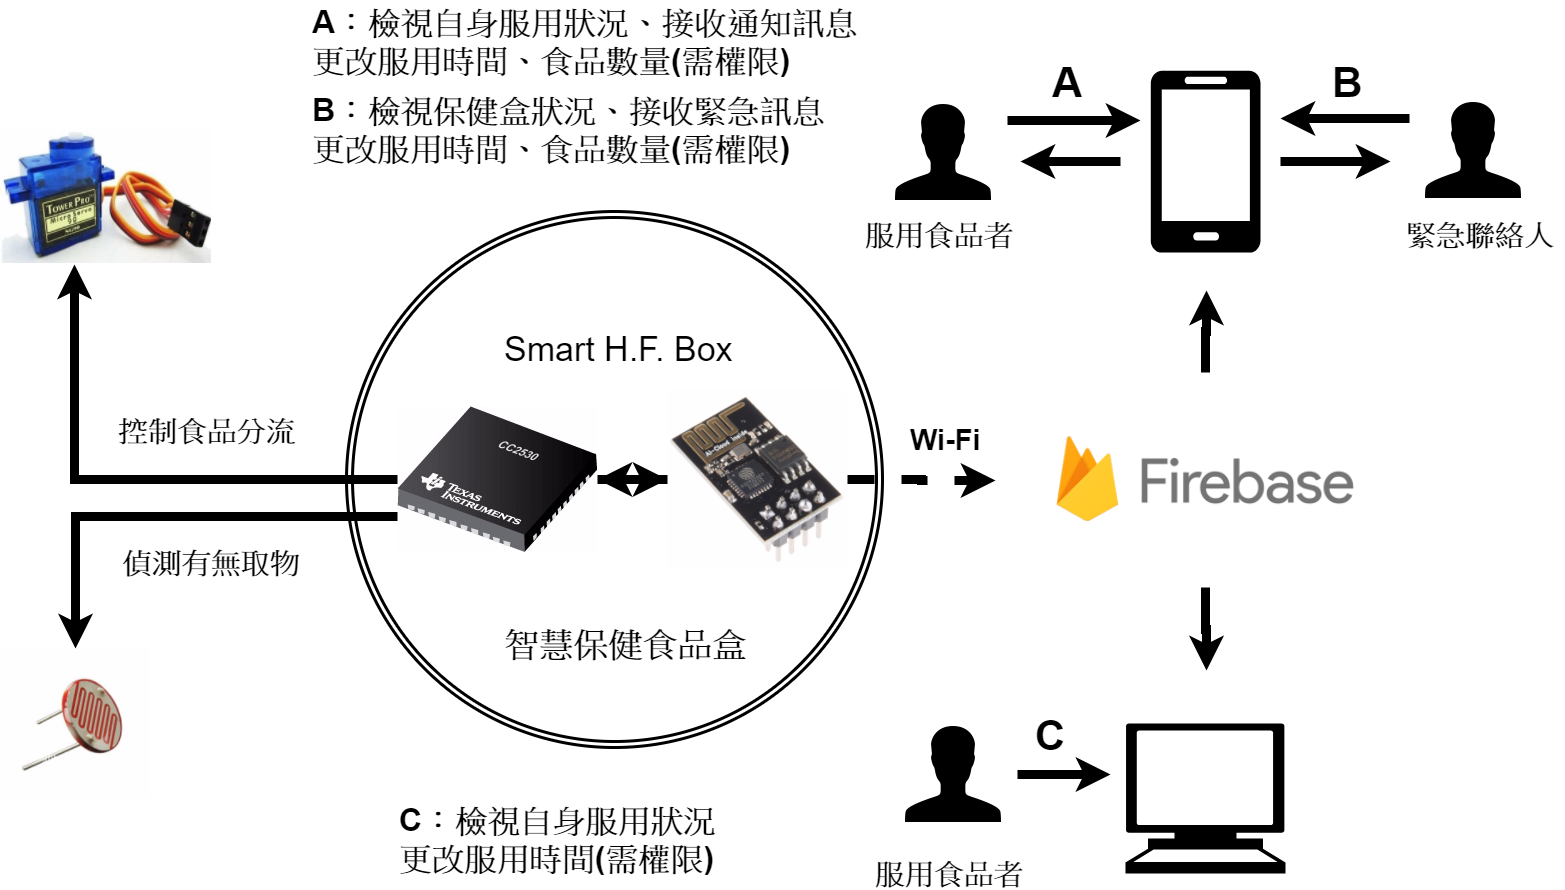 A：檢視自身服用狀況、接收通知訊息
更改服用時間、食品數量(需權限)
B：檢視保健盒狀況、接收緊急訊息
更改服用時間、食品數量(需權限)
A
B
服用食品者
緊急聯絡人
TOWER PRO
Micro Servo
9G
Smart H.F. Box
控制食品分流
CC2530
TEXAS
INSTRUMENTS
AI-Cloud inside
Wi-Fi
Firebase
偵測有無取物
智慧保健食品盒
C
C：檢視自身服用狀況
更改服用時間(需權限)
服用食品者